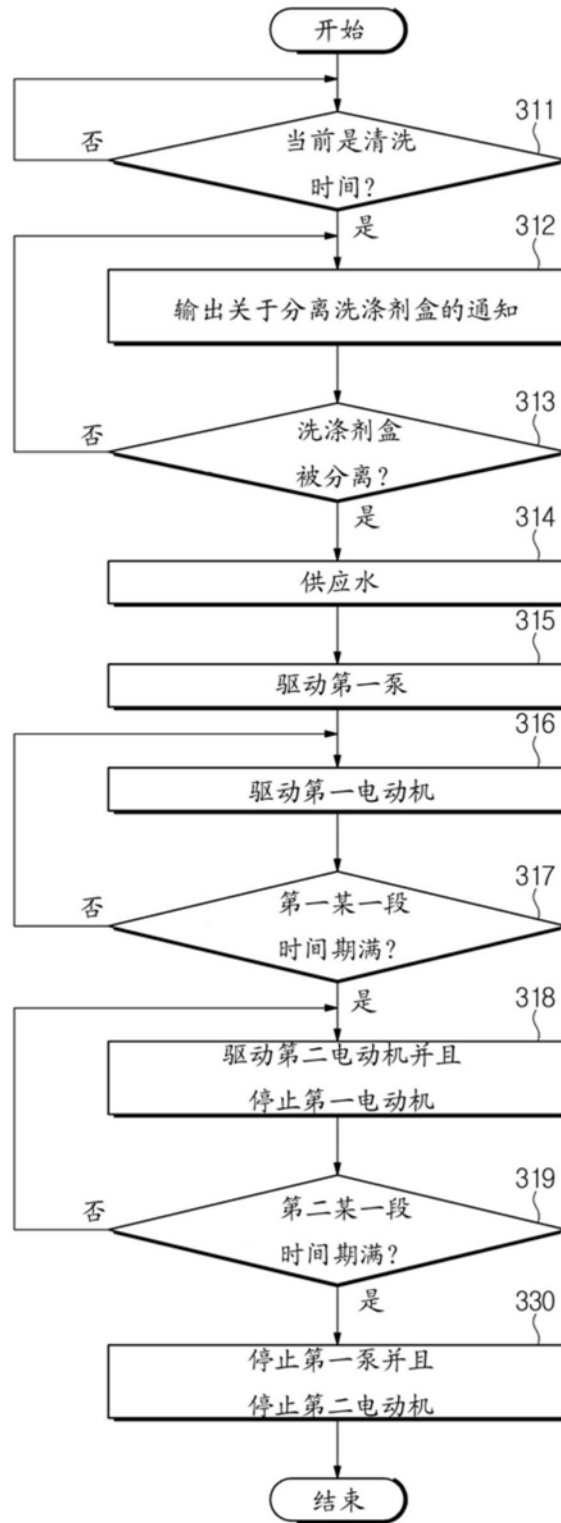 开始
311
否
当前是清洗
时间?
是
312
输出关于分离洗涤剂盒的通知
313
否
洗涤剂盒
被分离?
是
314
供应水
315
驱动第一泵
316
驱动第一电动机
317
否
第一某一段
时间期满?
是
318
驱动第二电动机并且
停止第一电动机
319
否
第二某一段
时间期满?
是
330
停止第一泵并且
停止第二电动机
结束